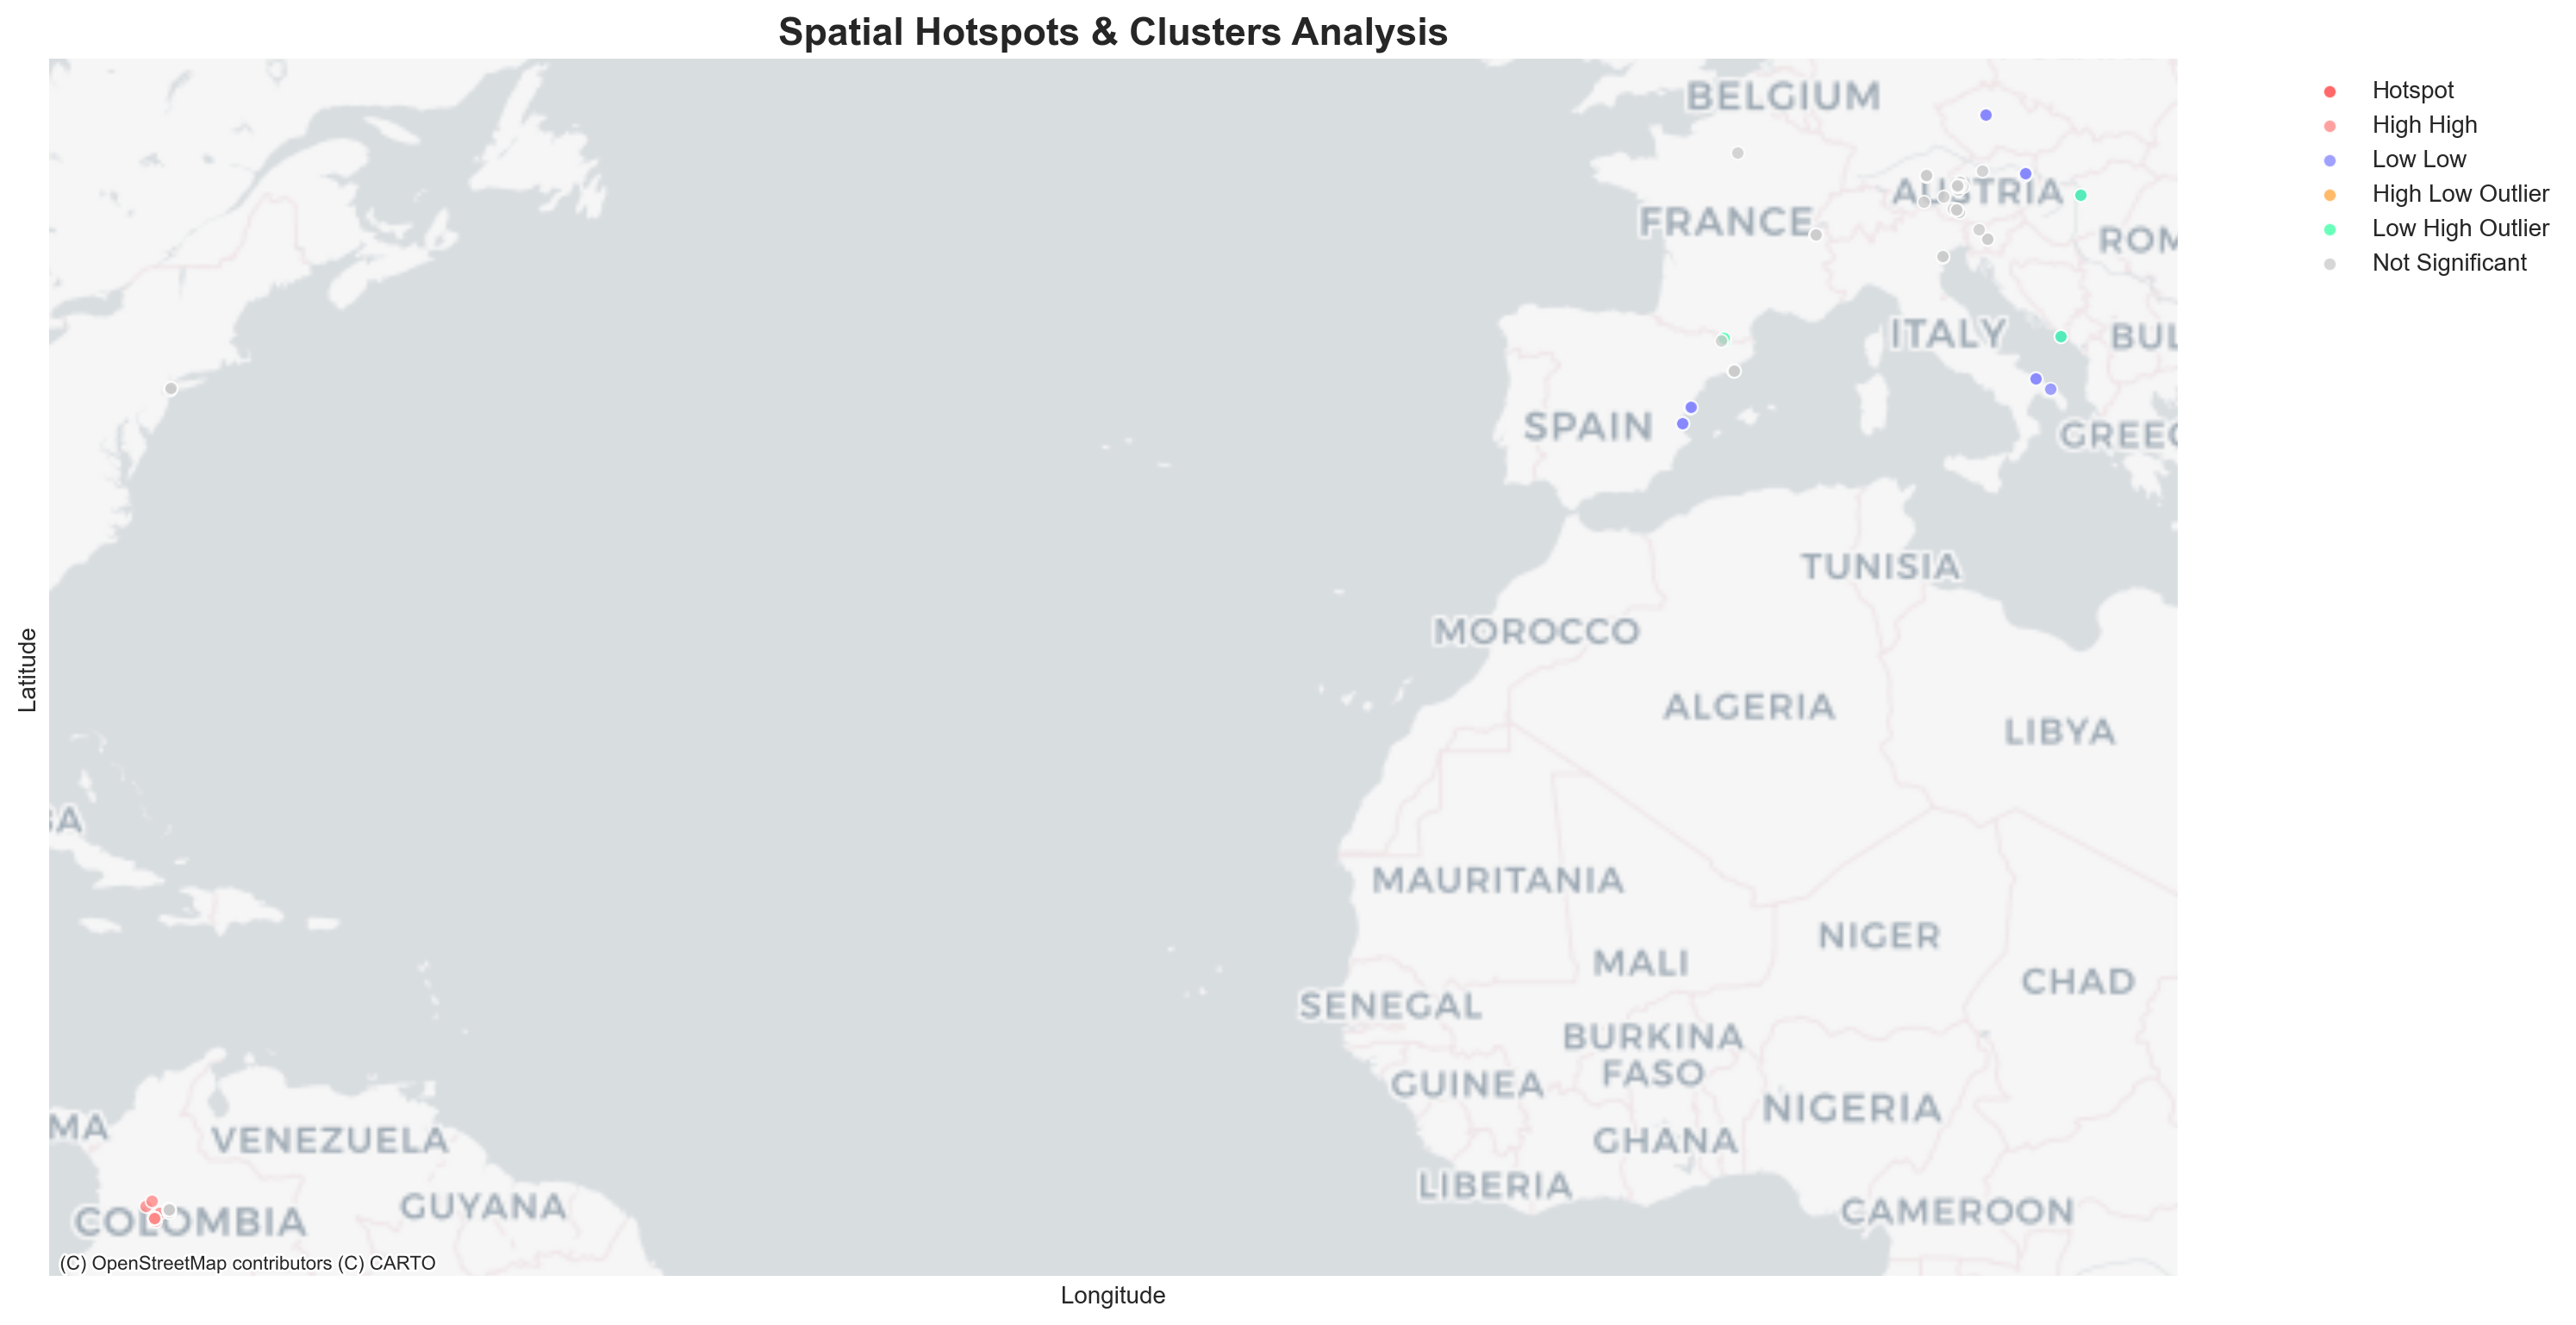 Spatial Hotspots & Clusters Analysis
Hotspot
High High
Low Low
High Low Outlier
Low High Outlier
Not Significant
BELGIUM
AUSTRIA
FRANCE
ROM
ITALY
BUL
SPAIN
GREEC
TUNISIA
MOROCCO
ALGERIA
LIBYA
MAURITANIA
NIGER
MALI
CHAD
SENEGAL
BURKINA
FASO
GUINEA
NIGERIA
MA
VENEZUELA
GHANA
LIBERIA
GUYANA
CAMEROON
COLOMBIA
(C) OpenStreetMap contributors (C) CARTO
Latitude
Longitude